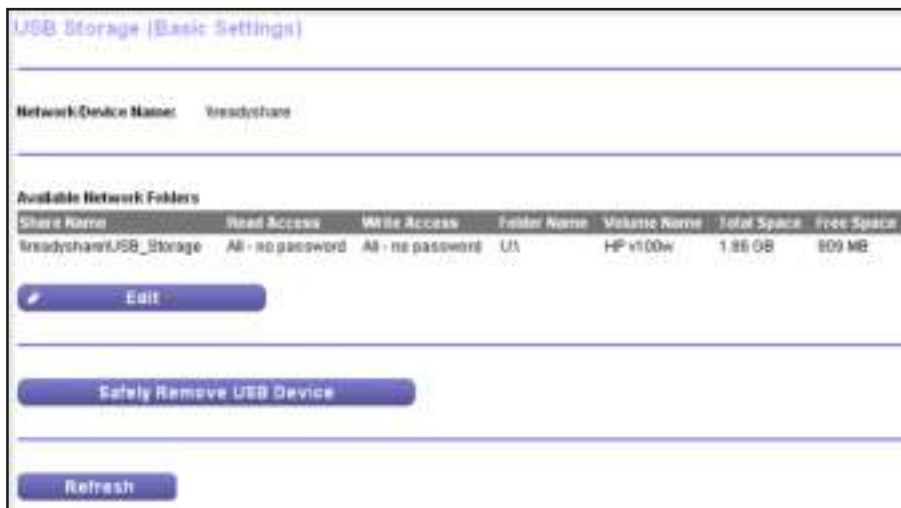 USB Storage (Basic Settings)
Network/Device Name: \\readyshare
Available Network Folders
Share Name Read Access Write Access Folder Name Volume Name Total Space Free Space
\\readyshare\USB_Storage All - no password All - no password U:\ HP v100w 1.86 GB 809 MB
Edit
Safely Remove USB Device
Refresh